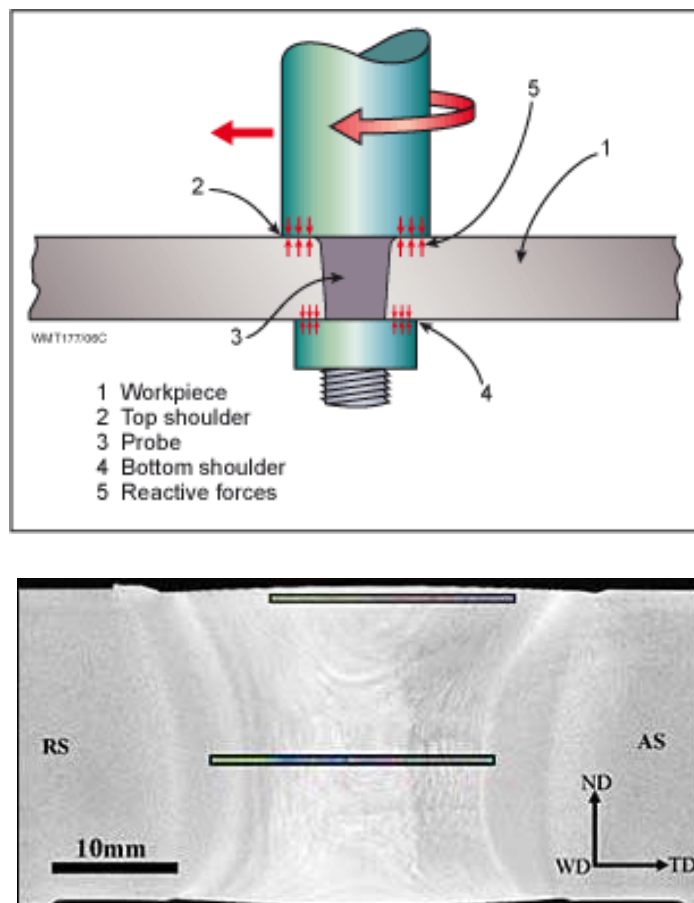 5
1
2
3
WMT177/06C
4
1 Workpiece
2 Top shoulder
3 Probe
4 Bottom shoulder
5 Reactive forces
RS
AS
ND
10mm
WD
TD